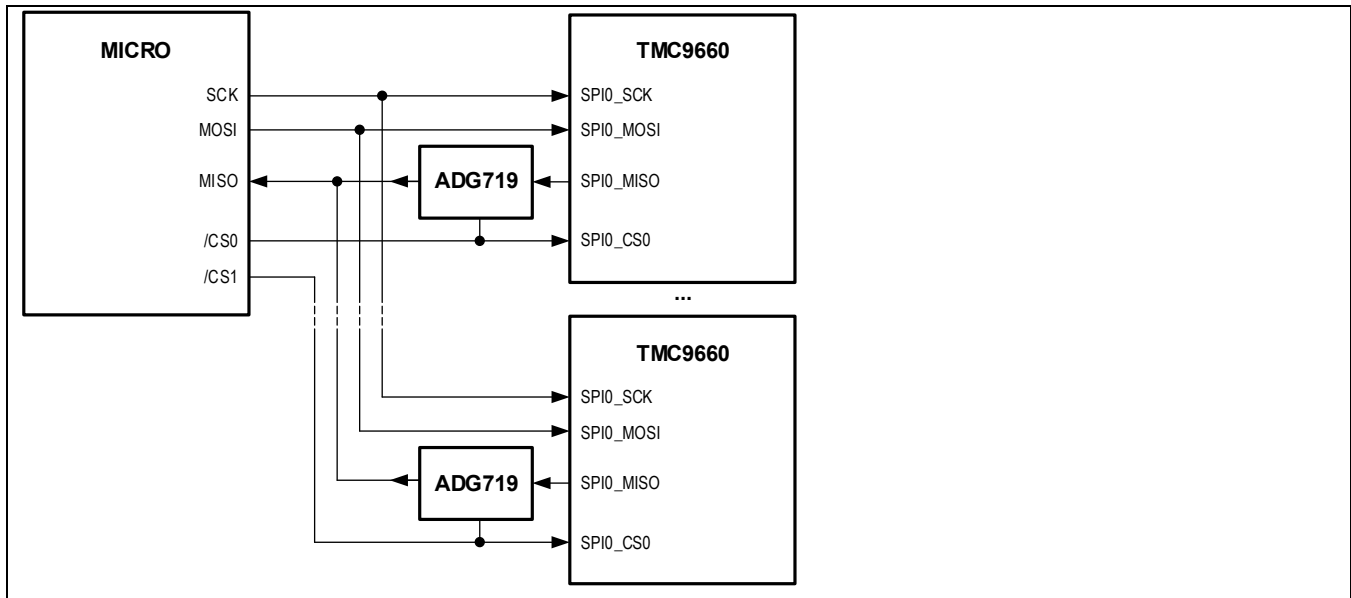 MICRO
SCK
MOSI
MISO
/CS0
/CS1
TMC9660
SPI0_SCK
SPI0_MOSI
ADG719
SPI0_MISO
SPI0_CS0
...
TMC9660
SPI0_SCK
SPI0_MOSI
ADG719
SPI0_MISO
SPI0_CS0